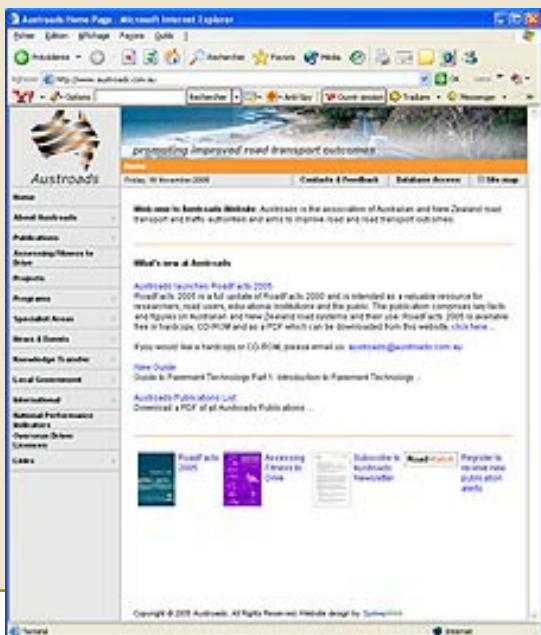 Austroads Home Page - Microsoft Internet Explorer
Fichier Edition Affichage Favoris Outils ?
Précédente Rechercher Favoris Média
Adresse http://www.austroads.com.au
Y! Options Rechercher Anti-Spy Ouvrir session Traduire Messenger
Austroads
promoting improved road transport outcomes
Home
Friday, 18 November 2005 Contacts & Feedback Database Access Site map
Home
About Austroads
Publications
Assessing Fitness to
Drive
Projects
Programs
Specialist Areas
News & Events
Knowledge Transfer
Local Government
International
National Performance
Indicators
Overseas Driver
Licences
Links
Welcome to Austroads Website. Austroads is the association of Australian and New Zealand road
transport and traffic authorities and aims to improve road and road transport outcomes.
What's new at Austroads
Austroads launches RoadFacts 2005
RoadFacts 2005 is a full update of RoadFacts 2000 and is intended as a valuable resource for
researchers, road users, educational institutions and the public. The publication comprises key facts
and figures on Australian and New Zealand road systems and their use. RoadFacts 2005 is available
free in hardcopy, CD-ROM and as a PDF which can be downloaded from this website, click here ...
If you would like a hardcopy or CD-ROM, please email us: austroads@austroads.com.au
New Guide
Guide to Pavement Technology Part 1: Introduction to Pavement Technology ...
Austroads Publications List
Download a PDF of all Austroads Publications ...
RoadFacts
2005
Assessing
Fitness to
Drive
Subscribe to
Austroads
Newsletter
Road
Register to
receive new
publication
alerts
Copyright © 2005 Austroads. All Rights Reserved. Website design by
Terminé Internet